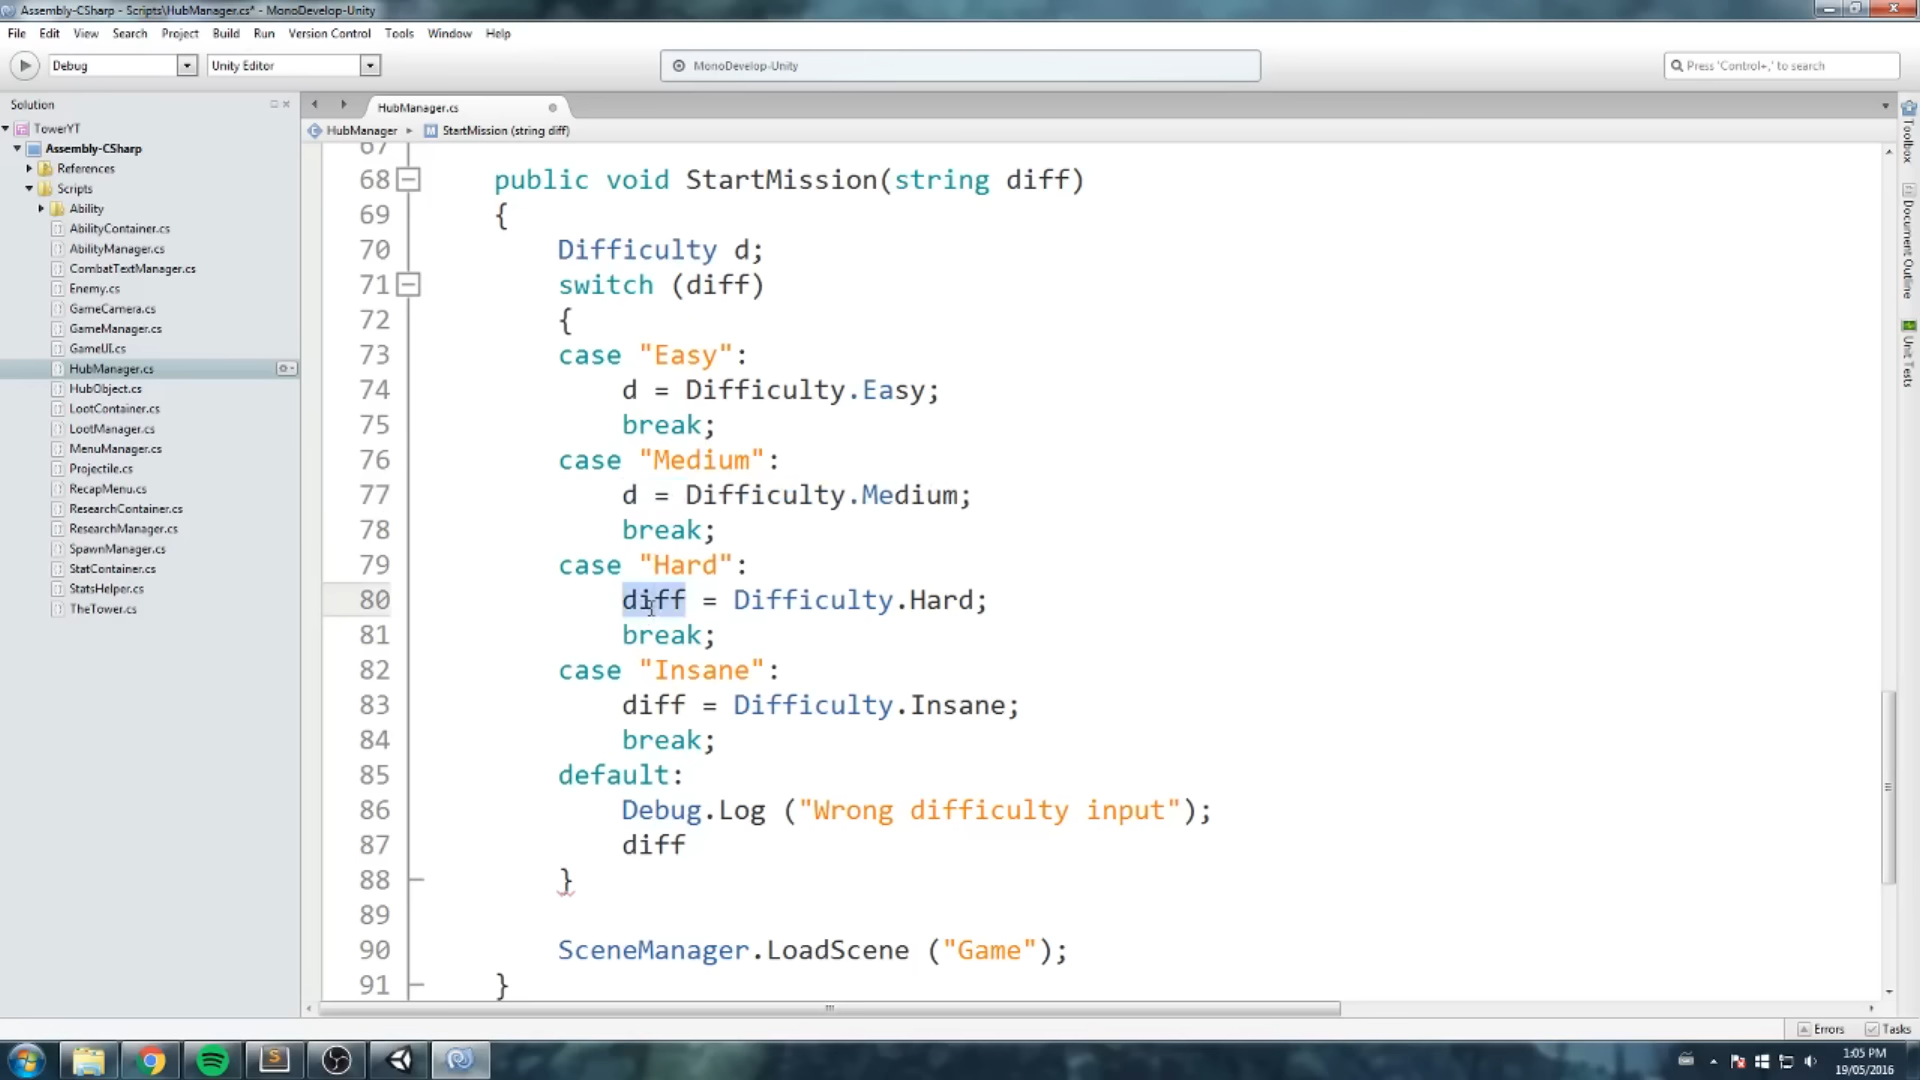 Assembly-CSharp - Scripts\HubManager.cs* - MonoDevelop-Unity
File Edit View Search Project Build Run Version Control Tools Window Help
Debug Unity Editor MonoDevelop-Unity Press 'Control+,' to search
Solution
TowerYT
Assembly-CSharp
References
Scripts
Ability
AbilityContainer.cs
AbilityManager.cs
CombatTextManager.cs
Enemy.cs
GameCamera.cs
GameManager.cs
GameUI.cs
HubManager.cs
HubObject.cs
LootContainer.cs
LootManager.cs
MenuManager.cs
Projectile.cs
RecapMenu.cs
ResearchContainer.cs
ResearchManager.cs
SpawnManager.cs
StatContainer.cs
StatsHelper.cs
TheTower.cs
HubManager.cs
HubManager StartMission (string diff)
67
68 public void StartMission(string diff)
69 {
70 Difficulty d;
71 switch (diff)
72 {
73 case "Easy":
74 d = Difficulty.Easy;
75 break;
76 case "Medium":
77 d = Difficulty.Medium;
78 break;
79 case "Hard":
80 diff = Difficulty.Hard;
81 break;
82 case "Insane":
83 diff = Difficulty.Insane;
84 break;
85 default:
86 Debug.Log ("Wrong difficulty input");
87 diff
88 }
89
90 SceneManager.LoadScene ("Game");
91 }
Toolbox
Document Outline
Unit Tests
Errors Tasks
1:05 PM
19/05/2016